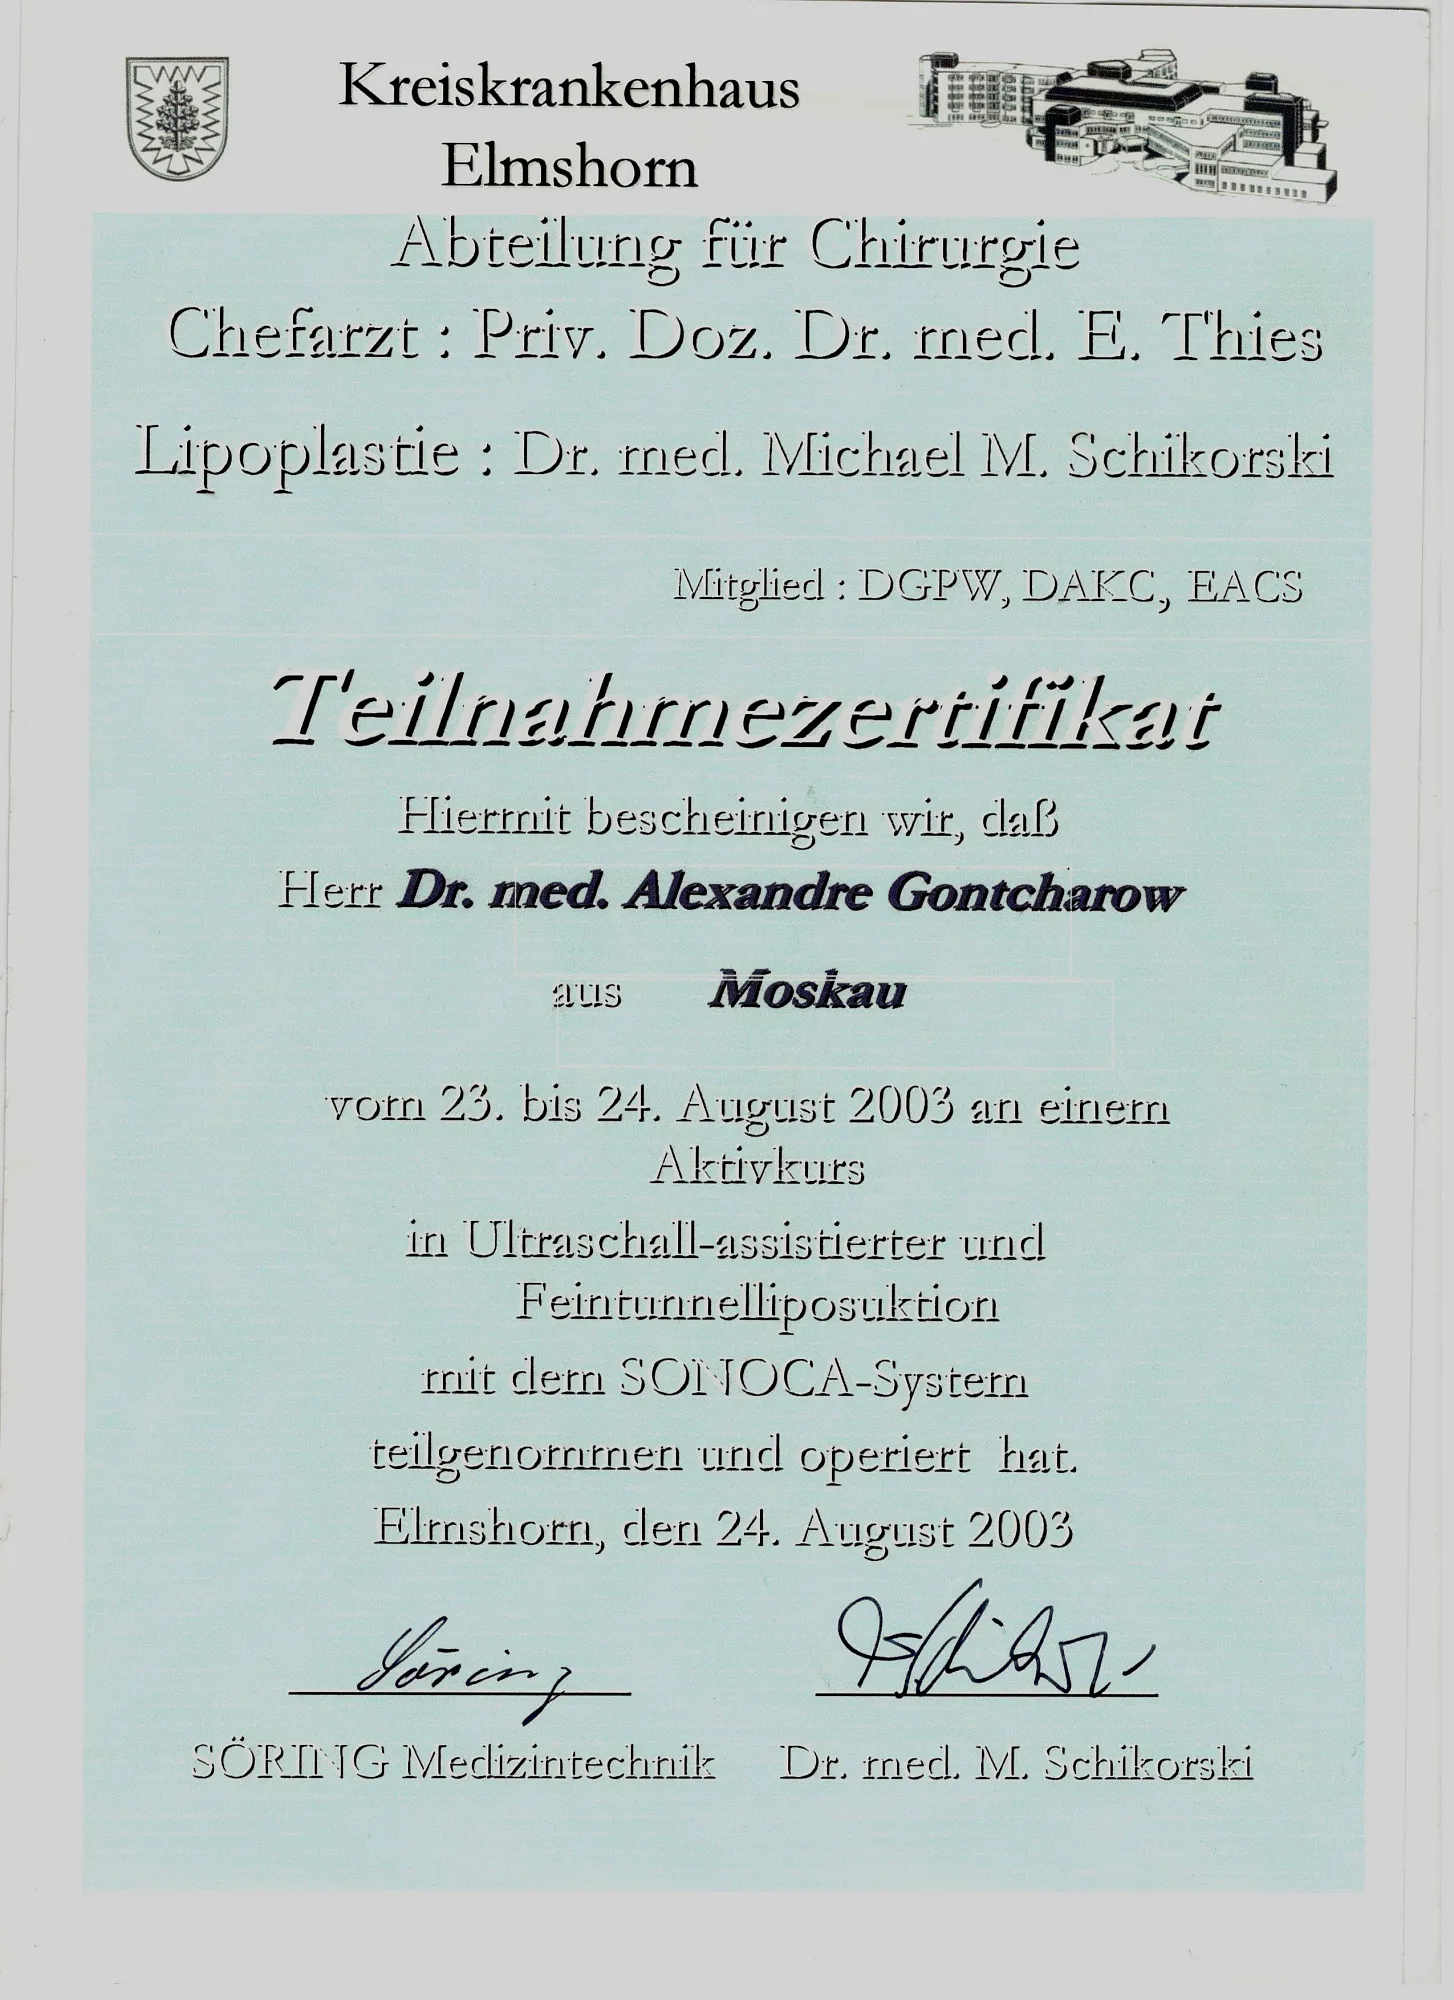 Kreiskrankenhaus
Elmshorn
Abteilung für Chirurgie
Chefarzt : Priv. Doz. Dr. med. E. Thies
Lipoplastie : Dr. med. Michael M. Schikorski
Mitglied : DGPW, DAKC, EACS
Teilnahmezertifikat
Hiermit bescheinigen wir, daß
Herr Dr. med. Alexandre Gontcharow
aus Moskau
vom 23. bis 24. August 2003 an einem
Aktivkurs
in Ultraschall-assistierter und
Feintunnelliposuktion
mit dem SONOCA-System
teilgenommen und operiert hat.
Elmshorn, den 24. August 2003
Söring
SÖRING Medizintechnik Dr. med. M. Schikorski